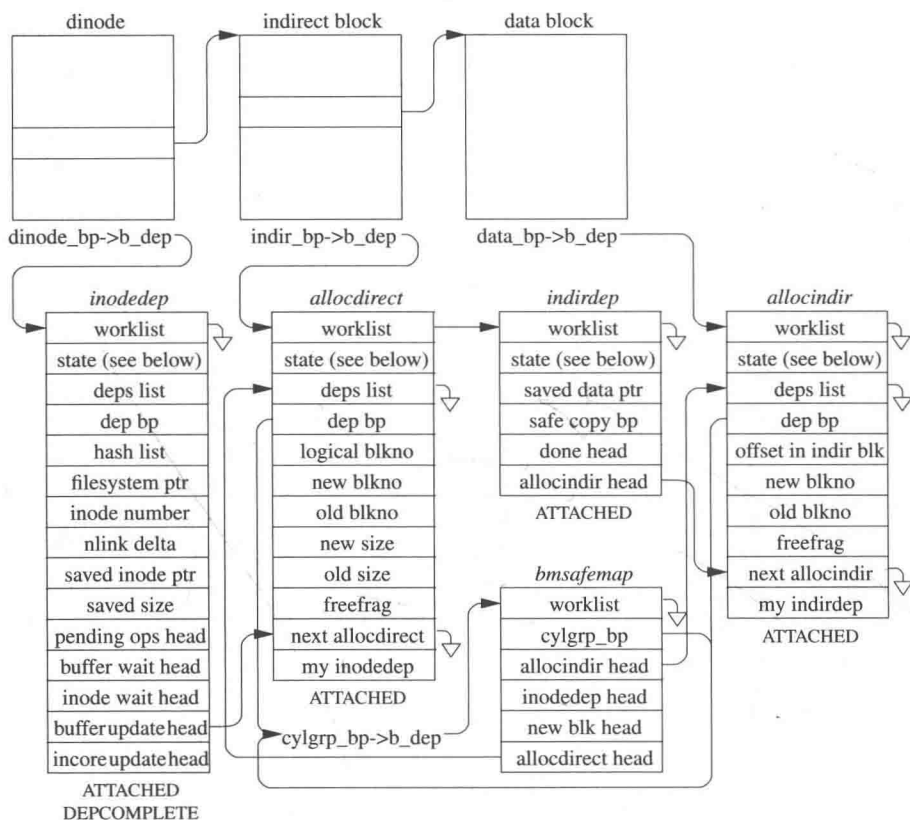 dinode
indirect block
data block
dinode_bp->b_dep
indir_bp->b_dep
data_bp->b_dep
inodedep
worklist
state (see below)
deps list
dep bp
hash list
filesystem ptr
inode number
nlink delta
saved inode ptr
saved size
pending ops head
buffer wait head
inode wait head
buffer update head
incore update head
ATTACHED
DEPCOMPLETE
allocdirect
worklist
state (see below)
deps list
dep bp
logical blkno
new blkno
old blkno
new size
old size
freefrag
next allocdirect
my inodedep
ATTACHED
cylgrp_bp->b_dep
indirdep
worklist
state (see below)
saved data ptr
safe copy bp
done head
allocindir head
ATTACHED
bmsafemap
worklist
cylgrp_bp
allocindir head
inodedep head
new blk head
allocdirect head
allocindir
worklist
state (see below)
deps list
dep bp
offset in indir blk
new blkno
old blkno
freefrag
next allocindir
my indirdep
ATTACHED